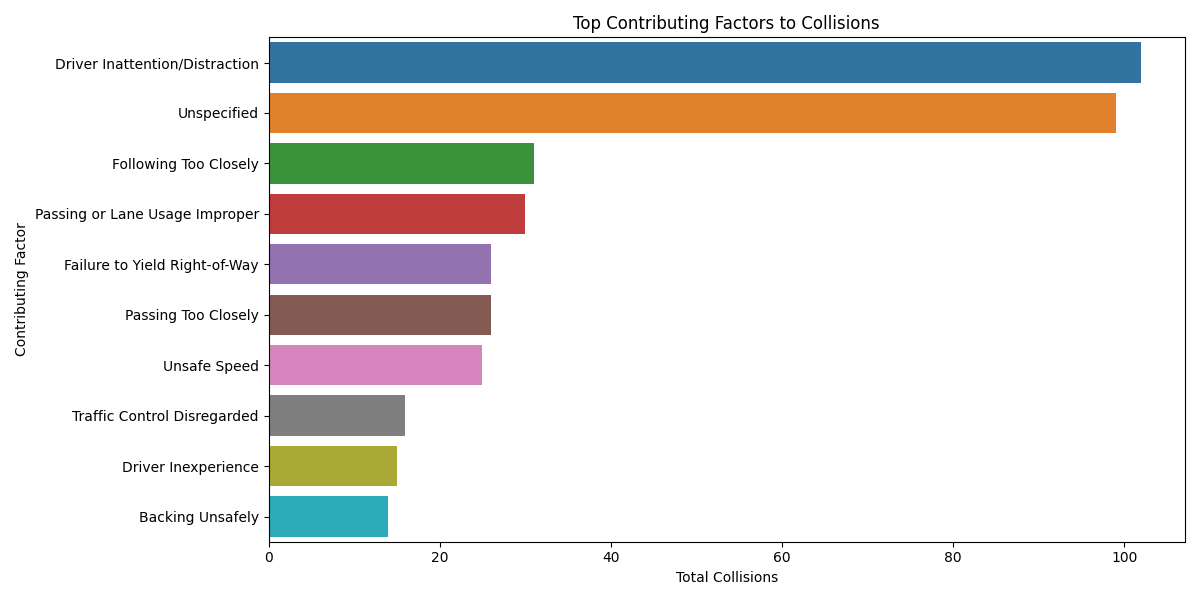 Top Contributing Factors to Collisions
Driver Inattention/Distraction
Unspecified
Following Too Closely
Passing or Lane Usage Improper
Failure to Yield Right-of-Way
Passing Too Closely
Unsafe Speed
Traffic Control Disregarded
Driver Inexperience
Backing Unsafely
Contributing Factor
0 20 40 60 80 100
Total Collisions